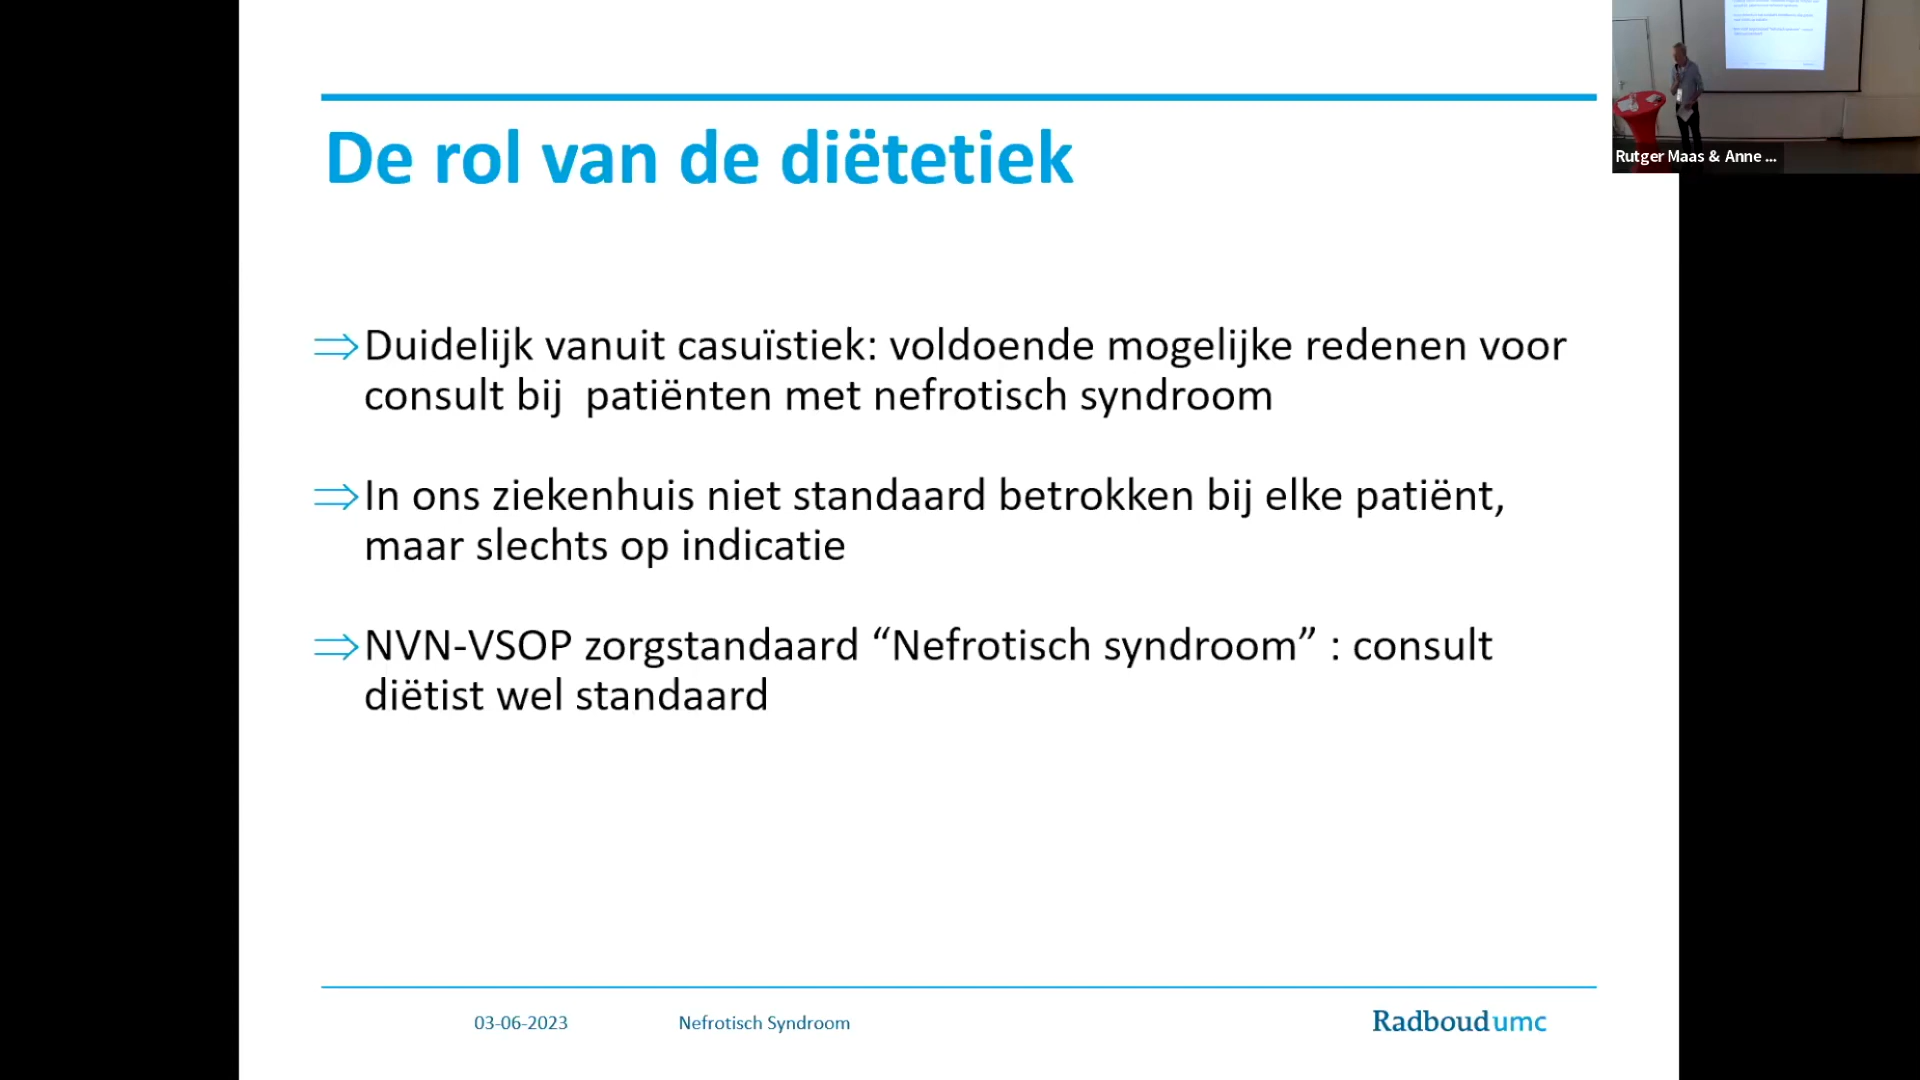 De rol van de diëtetiek
⇒Duidelijk vanuit casuïstiek: voldoende mogelijke redenen voor
consult bij  patiënten met nefrotisch syndroom
⇒In ons ziekenhuis niet standaard betrokken bij elke patiënt,
maar slechts op indicatie
⇒NVN-VSOP zorgstandaard “Nefrotisch syndroom” : consult
diëtist wel standaard
03-06-2023
Nefrotisch Syndroom
Radboudumc
Rutger Maas & Anne ...